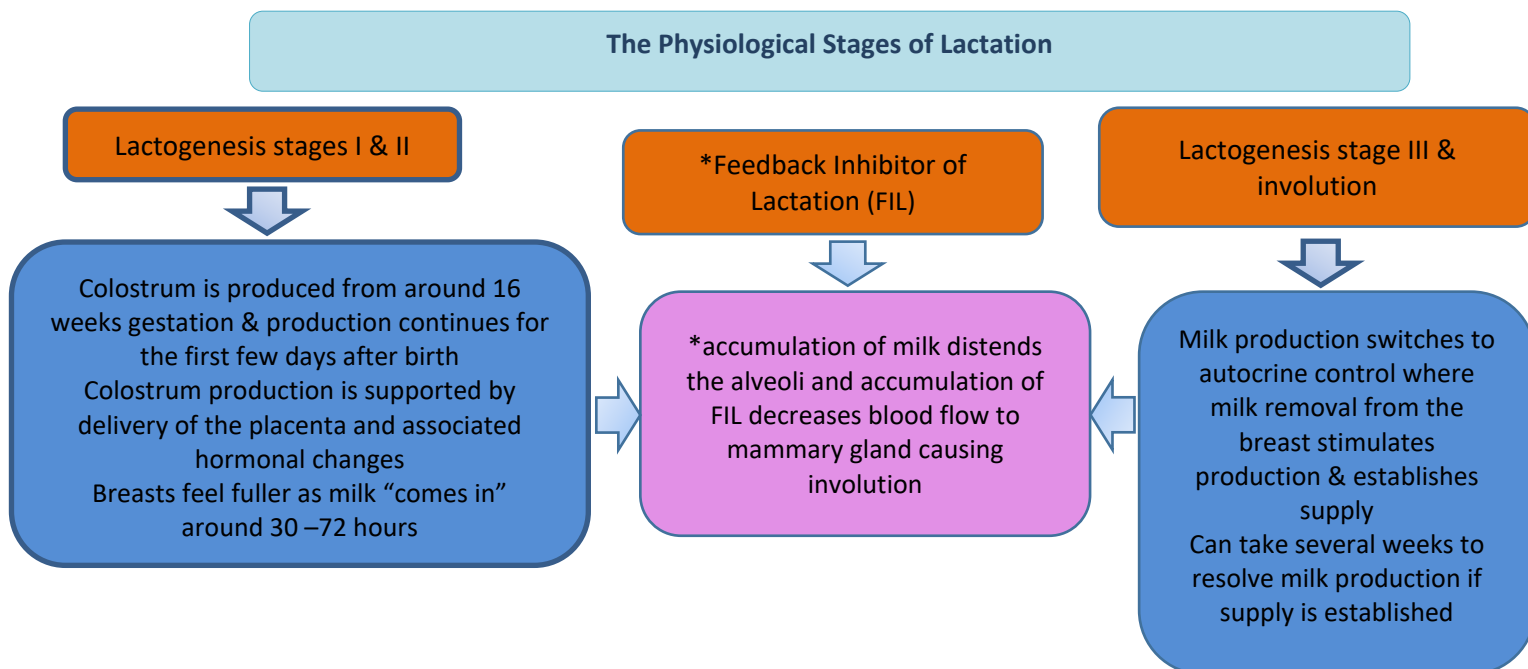 The Physiological Stages of Lactation
Lactogenesis stages I & II
Colostrum is produced from around 16
weeks gestation & production continues for
the first few days after birth
Colostrum production is supported by
delivery of the placenta and associated
hormonal changes
Breasts feel fuller as milk “comes in”
around 30 –72 hours
*Feedback Inhibitor of
Lactation (FIL)
*accumulation of milk distends
the alveoli and accumulation of
FIL decreases blood flow to
mammary gland causing
involution
Lactogenesis stage III &
involution
Milk production switches to
autocrine control where
milk removal from the
breast stimulates
production & establishes
supply
Can take several weeks to
resolve milk production if
supply is established